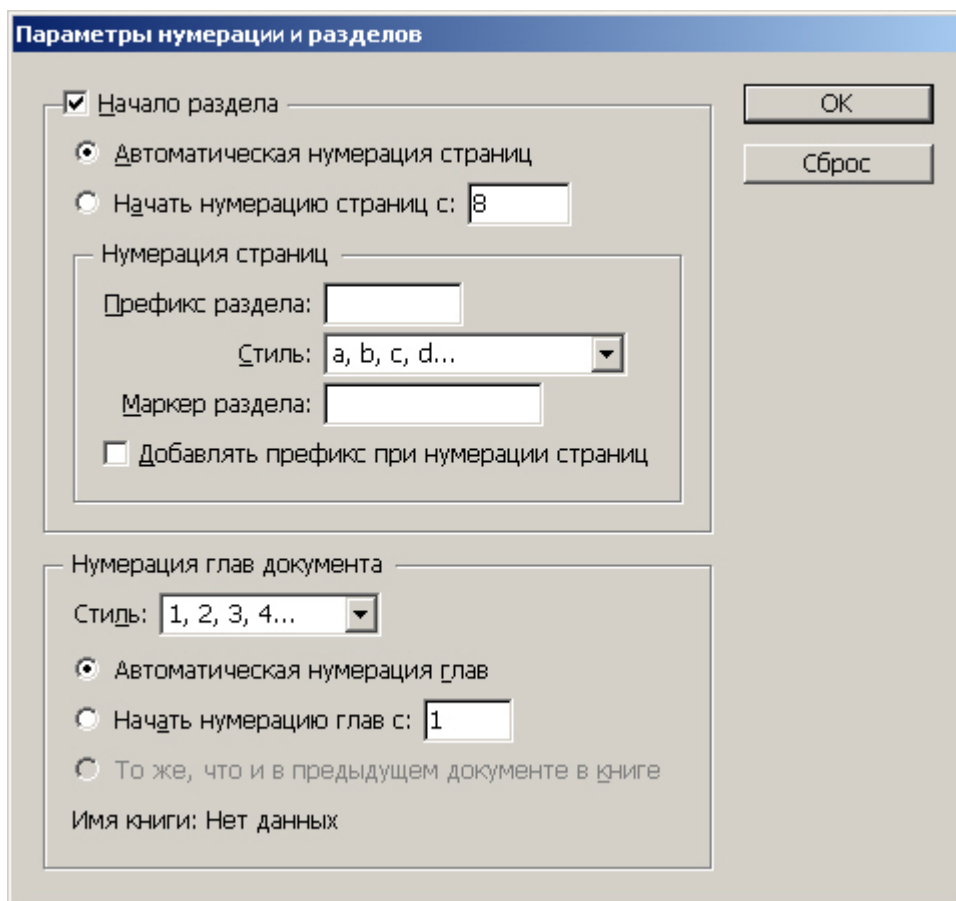 Параметры нумерации и разделов
Начало раздела
OK
Автоматическая нумерация страниц
Сброс
Начать нумерацию страниц с: 8
Нумерация страниц
Префикс раздела:
Стиль: a, b, c, d...
Маркер раздела:
Добавлять префикс при нумерации страниц
Нумерация глав документа
Стиль: 1, 2, 3, 4...
Автоматическая нумерация глав
Начать нумерацию глав с: 1
То же, что и в предыдущем документе в книге
Имя книги: Нет данных